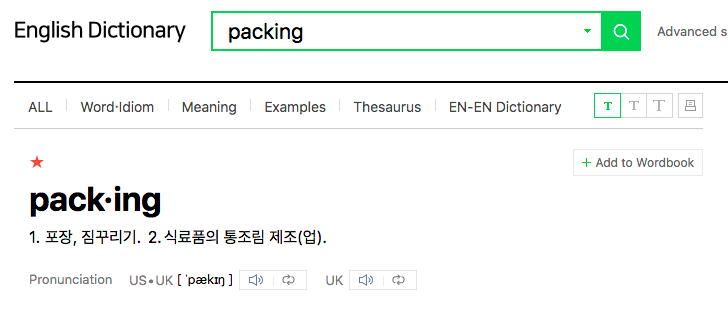 English Dictionary packing Advanced s
ALL Word·Idiom Meaning Examples Thesaurus EN-EN Dictionary T T T
+ Add to Wordbook
pack·ing
1. 포장, 짐꾸리기. 2. 식료품의 통조림 제조(업).
Pronunciation US•UK [ ˈpækɪŋ ] UK